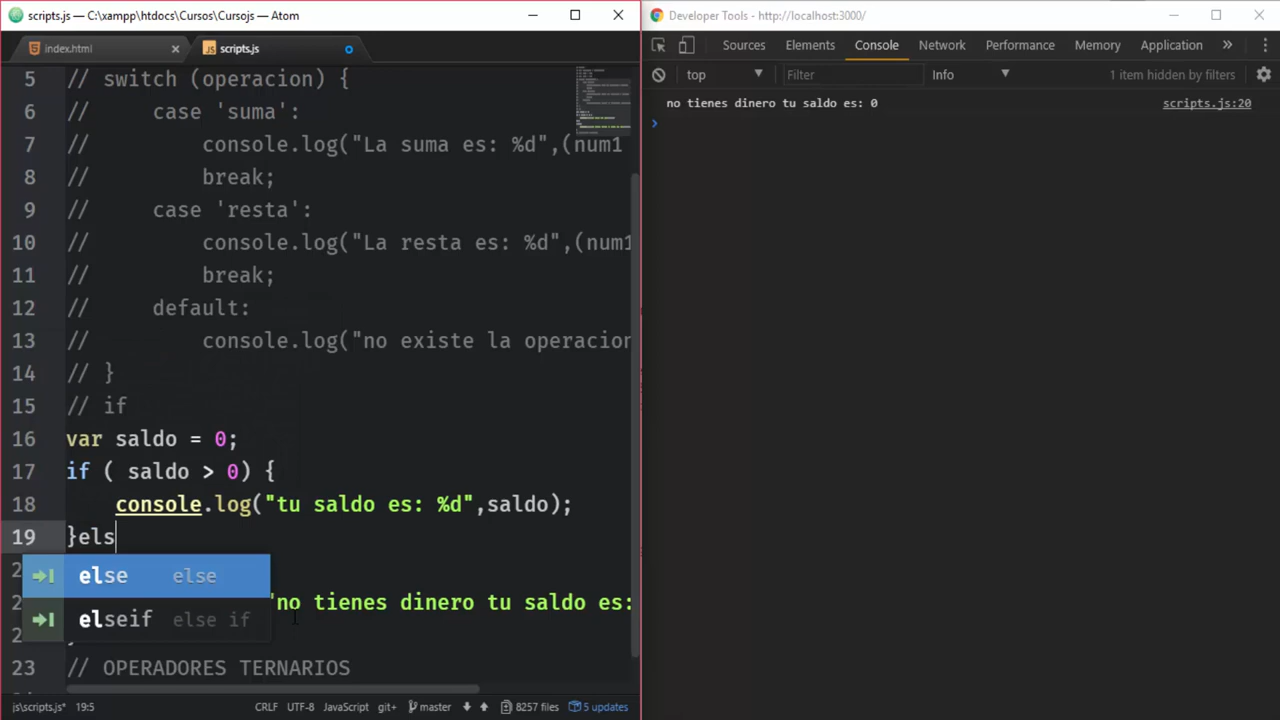 scripts.js — C:\xampp\htdocs\Cursos\Cursojs — Atom
index.html
scripts.js
5 // switch (operacion) {
6 // case 'suma':
7 // console.log("La suma es: %d",(num1
8 // break;
9 // case 'resta':
10 // console.log("La resta es: %d",(num1
11 // break;
12 // default:
13 // console.log("no existe la operacion
14 // }
15 // if
16 var saldo = 0;
17 if ( saldo > 0) {
18 console.log("tu saldo es: %d",saldo);
19 }els
else else
elseif else if
no tienes dinero tu saldo es:
23 // OPERADORES TERNARIOS
js\scripts.js* 19:5 CRLF UTF-8 JavaScript git+ master 8257 files 5 updates
Developer Tools - http://localhost:3000/
Sources Elements Console Network Performance Memory Application »
top Filter Info 1 item hidden by filters
no tienes dinero tu saldo es: 0 scripts.js:20